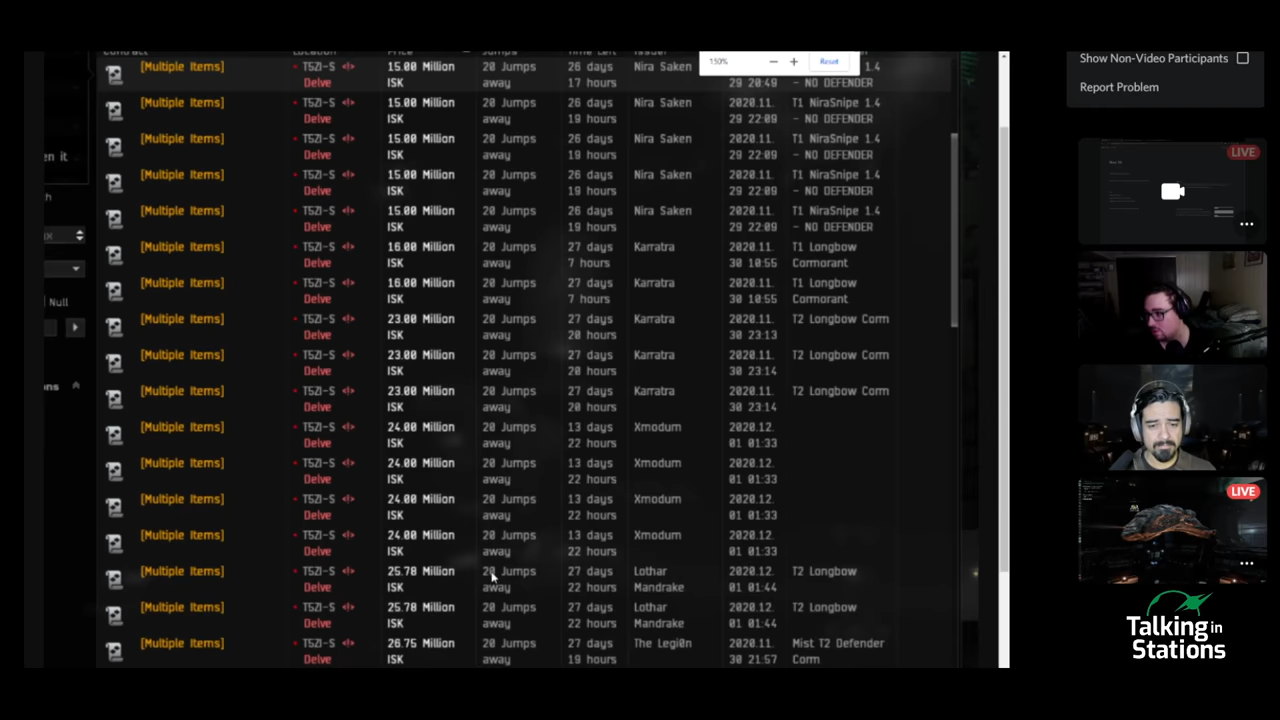 Show Non-Video Participants
Report Problem
LIVE
150% Reset
[Multiple Items] T5ZI-S 15.00 Million 20 Jumps 26 days Nira Saken 1.4
Delve ISK away 17 hours 29 20:49 - NO DEFENDER
[Multiple Items] T5ZI-S 15.00 Million 20 Jumps 26 days Nira Saken 2020.11. T1 NiraSnipe 1.4
Delve ISK away 19 hours 29 22:09 - NO DEFENDER
[Multiple Items] T5ZI-S 15.00 Million 20 Jumps 26 days Nira Saken 2020.11. T1 NiraSnipe 1.4
Delve ISK away 19 hours 29 22:09 - NO DEFENDER
[Multiple Items] T5ZI-S 15.00 Million 20 Jumps 26 days Nira Saken 2020.11. T1 NiraSnipe 1.4
Delve ISK away 19 hours 29 22:09 - NO DEFENDER
[Multiple Items] T5ZI-S 15.00 Million 20 Jumps 26 days Nira Saken 2020.11. T1 NiraSnipe 1.4
Delve ISK away 19 hours 29 22:09 - NO DEFENDER
[Multiple Items] T5ZI-S 16.00 Million 20 Jumps 27 days Karratra 2020.11. T1 Longbow
Delve ISK away 7 hours 30 10:55 Cormorant
[Multiple Items] T5ZI-S 16.00 Million 20 Jumps 27 days Karratra 2020.11. T1 Longbow
Delve ISK away 7 hours 30 10:55 Cormorant
[Multiple Items] T5ZI-S 23.00 Million 20 Jumps 27 days Karratra 2020.11. T2 Longbow Corm
Delve ISK away 20 hours 30 23:13
[Multiple Items] T5ZI-S 23.00 Million 20 Jumps 27 days Karratra 2020.11. T2 Longbow Corm
Delve ISK away 20 hours 30 23:14
[Multiple Items] T5ZI-S 23.00 Million 20 Jumps 27 days Karratra 2020.11. T2 Longbow Corm
Delve ISK away 20 hours 30 23:14
[Multiple Items] T5ZI-S 24.00 Million 20 Jumps 13 days Xmodum 2020.12.
Delve ISK away 22 hours 01 01:33
[Multiple Items] T5ZI-S 24.00 Million 20 Jumps 13 days Xmodum 2020.12.
Delve ISK away 22 hours 01 01:33
[Multiple Items] T5ZI-S 24.00 Million 20 Jumps 13 days Xmodum 2020.12.
Delve ISK away 22 hours 01 01:33
[Multiple Items] T5ZI-S 24.00 Million 20 Jumps 13 days Xmodum 2020.12.
Delve ISK away 22 hours 01 01:33
[Multiple Items] T5ZI-S 25.78 Million 20 Jumps 27 days Lothar 2020.12. T2 Longbow
Delve ISK away 22 hours Mandrake 01 01:44
[Multiple Items] T5ZI-S 25.78 Million 20 Jumps 27 days Lothar 2020.12. T2 Longbow
Delve ISK away 22 hours Mandrake 01 01:44
[Multiple Items] T5ZI-S 26.75 Million 20 Jumps 27 days The Legi0n 2020.11. Mist T2 Defender
Delve ISK away 19 hours 30 21:57 Corm
en it
Null
LIVE
Talking in
Stations